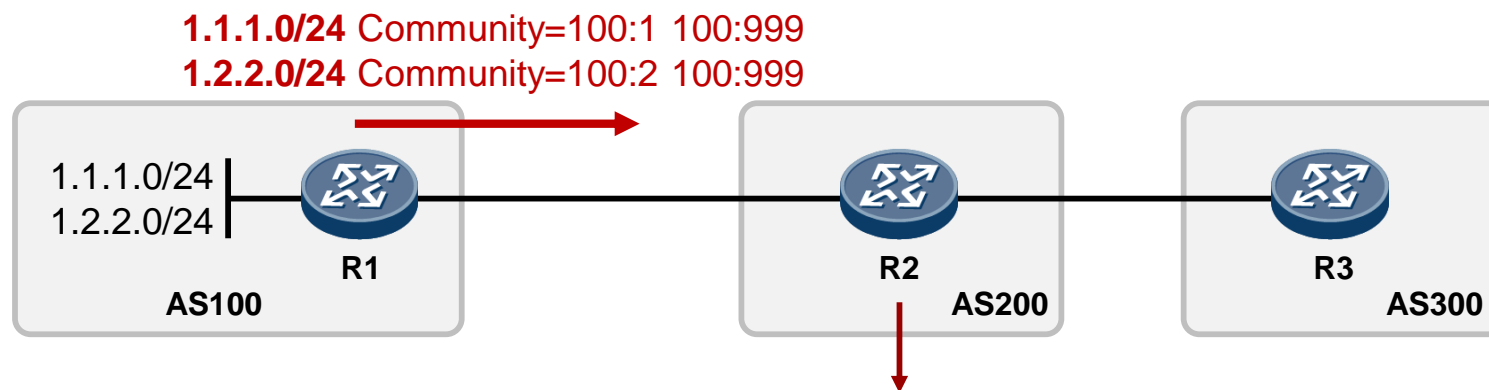 1.1.1.0/24 Community=100:1 100:999
1.2.2.0/24 Community=100:2 100:999
1.1.1.0/24
1.2.2.0/24
R1
R2
R3
AS100
AS200
AS300